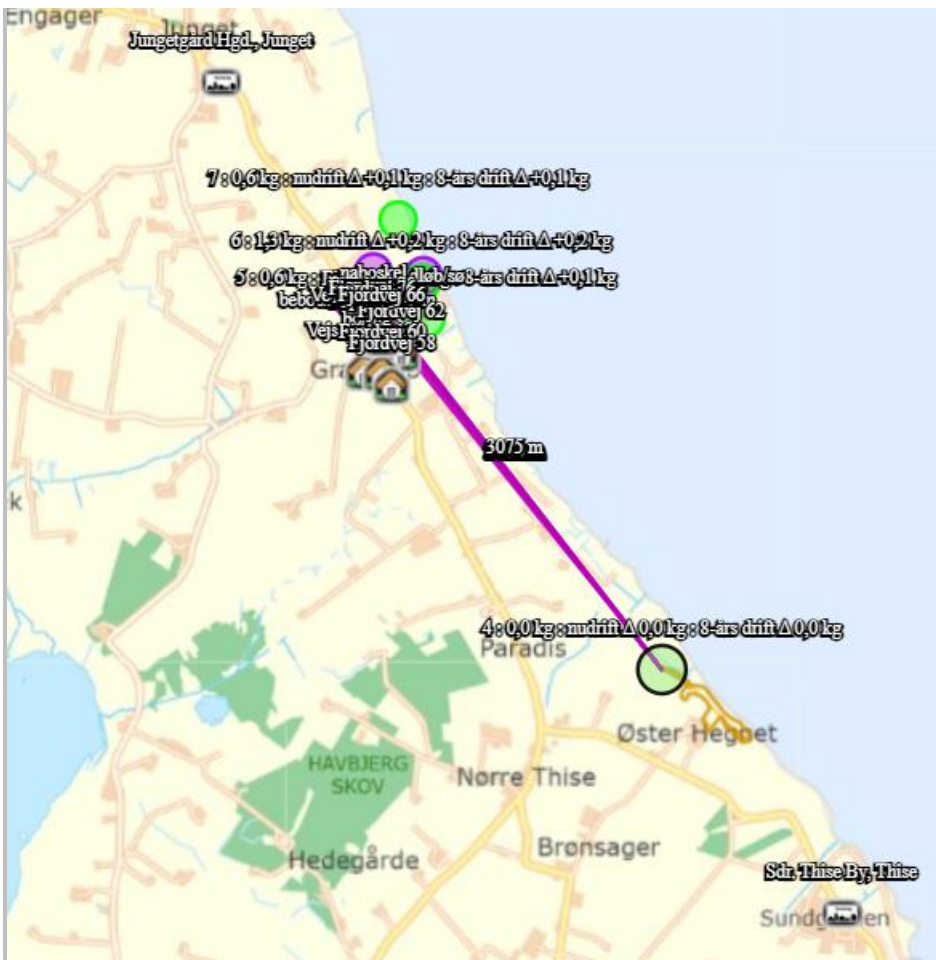 Engager
Junget
Jungetgård Hgd., Junget
7 : 0,6 kg : nudrift Δ +0,1 kg : 8-års drift Δ +0,1 kg
6 : 1,3 kg : nudrift Δ +0,2 kg : 8-års drift Δ +0,2 kg
naboskel
5 : 0,6 kg
8-års drift Δ +0,1 kg
Fjordvej 66
Fjordvej 62
Fjordvej 60
Fjordvej 58
3075 m
k
4 : 0,0 kg : nudrift Δ 0,0 kg : 8-års drift Δ 0,0 kg
Paradis
Øster Hegnet
HAVBJERG
SKOV
Nørre Thise
Brønsager
Hedegårde
Sdr. Thise By, Thise